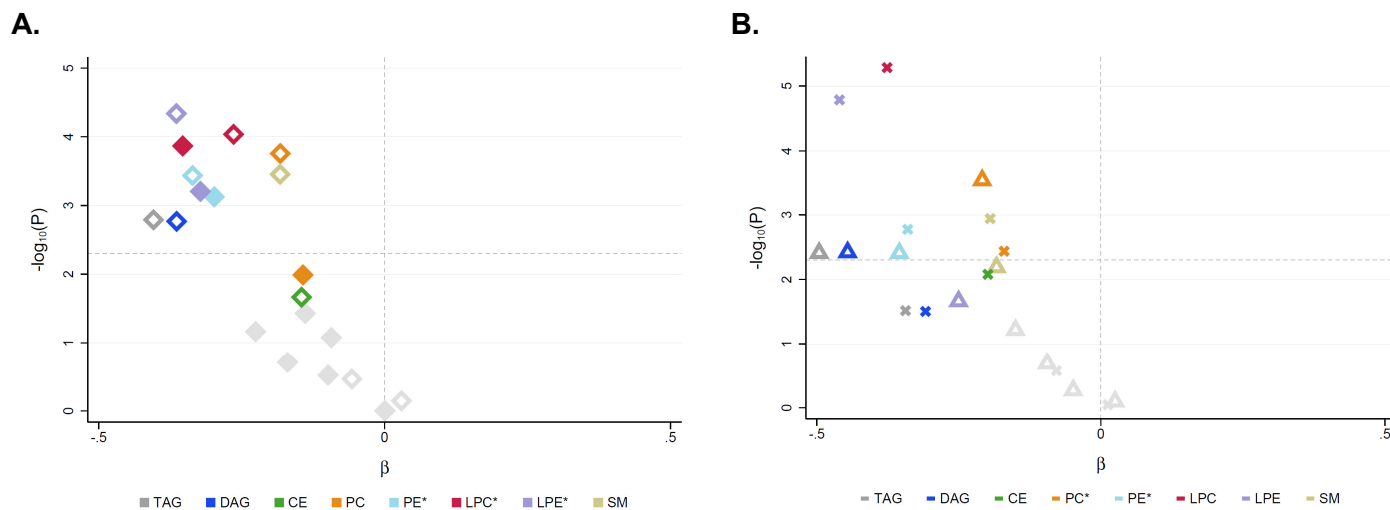 A.
-log10(P)
5
4
3
2
1
0
-.5
0
.5
β
TAG DAG CE PC PE* LPC* LPE* SM
B.
-log10(P)
5
4
3
2
1
0
-.5
0
.5
β
TAG DAG CE PC* PE* LPC LPE SM